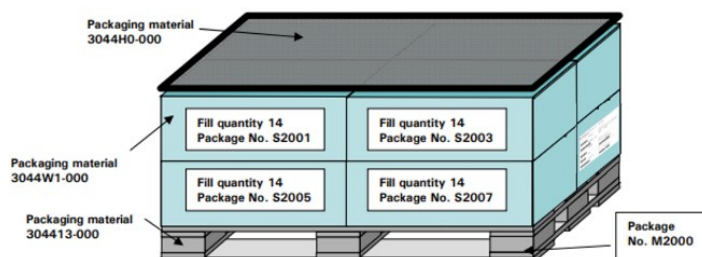 Packaging material
3044H0-000
Fill quantity 14
Package No. S2001
Fill quantity 14
Package No. S2003
Packaging material
3044W1-000
Fill quantity 14
Package No. S2005
Fill quantity 14
Package No. S2007
Packaging material
304413-000
Package
No. M2000